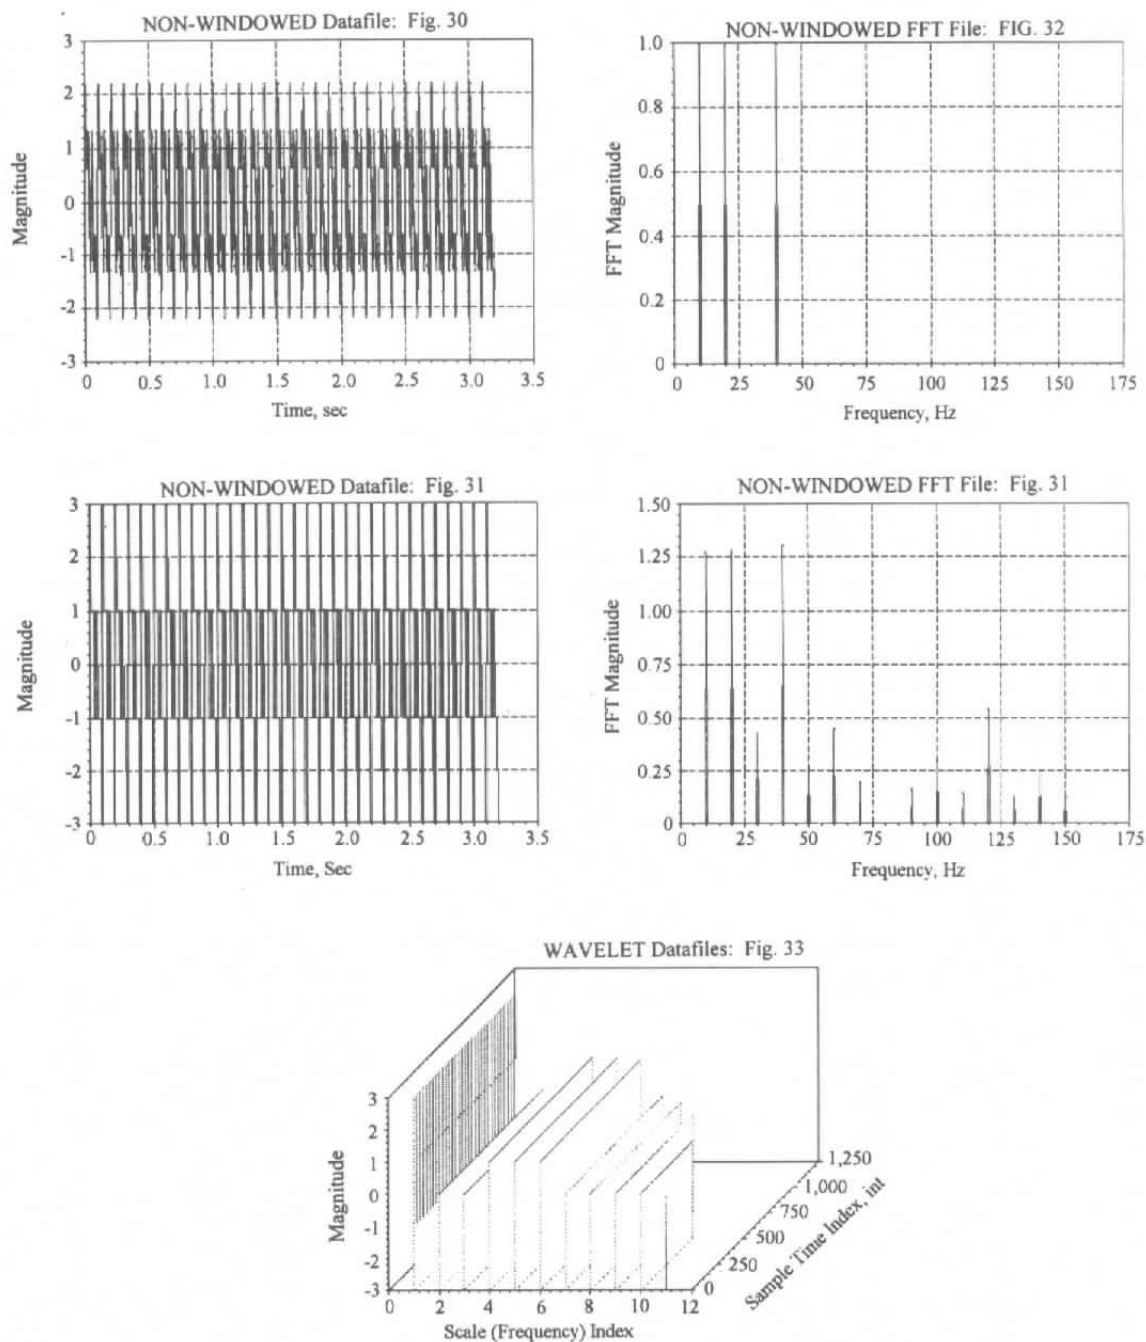 NON-WINDOWED Datafile: Fig. 30
3
2
1
0
-1
-2
-3
Magnitude
0 0.5 1.0 1.5 2.0 2.5 3.0 3.5
Time, sec
NON-WINDOWED FFT File: FIG. 32
1.0
0.8
0.6
0.4
0.2
0
FFT Magnitude
0 25 50 75 100 125 150 175
Frequency, Hz
NON-WINDOWED Datafile: Fig. 31
3
2
1
0
-1
-2
-3
Magnitude
0 0.5 1.0 1.5 2.0 2.5 3.0 3.5
Time, Sec
NON-WINDOWED FFT File: Fig. 31
1.50
1.25
1.00
0.75
0.50
0.25
0
FFT Magnitude
0 25 50 75 100 125 150 175
Frequency, Hz
WAVELET Datafiles: Fig. 33
3
2
1
0
-1
-2
-3
Magnitude
0 2 4 6 8 10 12
Scale (Frequency) Index
0
250
500
750
1,000
1,250
Sample Time Index, int